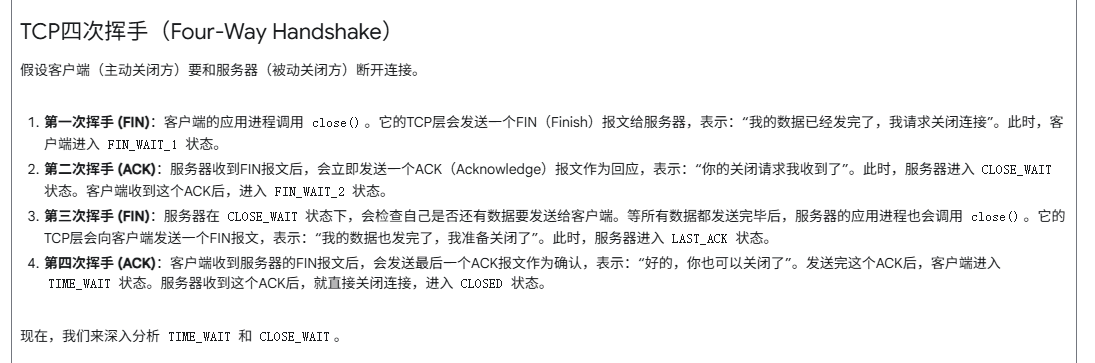 TCP四次挥手（Four-Way Handshake）
假设客户端（主动关闭方）要和服务器（被动关闭方）断开连接。
1. 第一次挥手 (FIN)：客户端的应用进程调用 close() 。它的TCP层会发送一个FIN（Finish）报文给服务器，表示：“我的数据已经发完了，我请求关闭连接”。此时，客
户端进入 FIN_WAIT_1 状态。
2. 第二次挥手 (ACK)：服务器收到FIN报文后，会立即发送一个ACK（Acknowledge）报文作为回应，表示：“你的关闭请求我收到了”。此时，服务器进入 CLOSE_WAIT
状态。客户端收到这个ACK后，进入 FIN_WAIT_2 状态。
3. 第三次挥手 (FIN)：服务器在 CLOSE_WAIT 状态下，会检查自己是否还有数据要发送给客户端。等所有数据都发送完毕后，服务器的应用进程也会调用 close() 。它的
TCP层会向客户端发送一个FIN报文，表示：“我的数据也发完了，我准备关闭了”。此时，服务器进入 LAST_ACK 状态。
4. 第四次挥手 (ACK)：客户端收到服务器的FIN报文后，会发送最后一个ACK报文作为确认，表示：“好的，你也可以关闭了”。发送完这个ACK后，客户端进入
TIME_WAIT 状态。服务器收到这个ACK后，就直接关闭连接，进入 CLOSED 状态。
现在，我们来深入分析 TIME_WAIT 和 CLOSE_WAIT 。